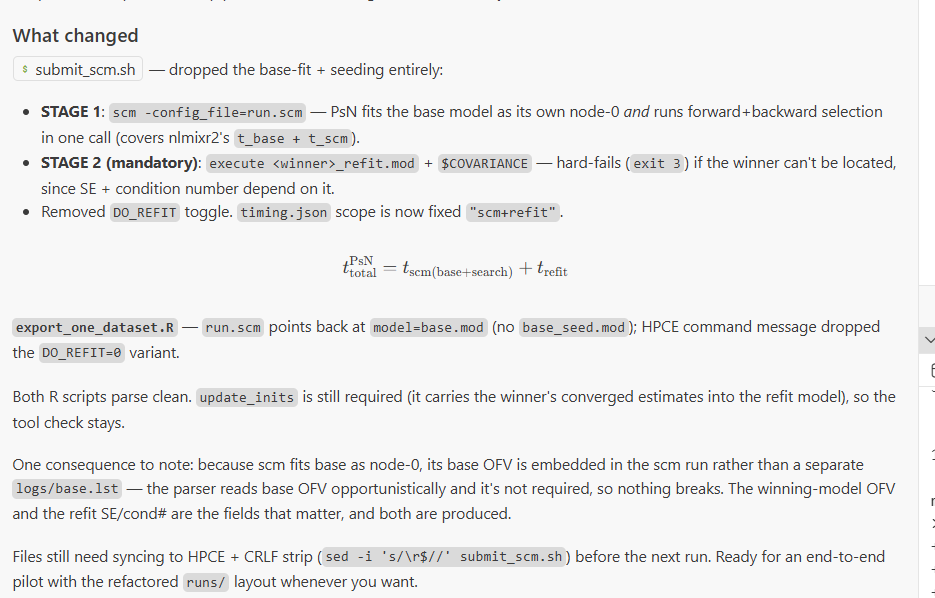 What changed
$ submit_scm.sh — dropped the base-fit + seeding entirely:
• STAGE 1: scm -config_file=run.scm — PsN fits the base model as its own node-0 and runs forward+backward selection
in one call (covers nlmixr2's t_base + t_scm).
• STAGE 2 (mandatory): execute <winner>_refit.mod + $COVARIANCE — hard-fails (exit 3) if the winner can't be located,
since SE + condition number depend on it.
• Removed DO_REFIT toggle. timing.json scope is now fixed "scm+refit".
t_total^PsN = t_scm(base+search) + t_refit
export_one_dataset.R — run.scm points back at model=base.mod (no base_seed.mod); HPCE command message dropped
the DO_REFIT=0 variant.
Both R scripts parse clean. update_inits is still required (it carries the winner's converged estimates into the refit model), so the
tool check stays.
One consequence to note: because scm fits base as node-0, its base OFV is embedded in the scm run rather than a separate
logs/base.lst — the parser reads base OFV opportunistically and it's not required, so nothing breaks. The winning-model OFV
and the refit SE/cond# are the fields that matter, and both are produced.
Files still need syncing to HPCE + CRLF strip (sed -i 's/\r$//' submit_scm.sh) before the next run. Ready for an end-to-end
pilot with the refactored runs/ layout whenever you want.